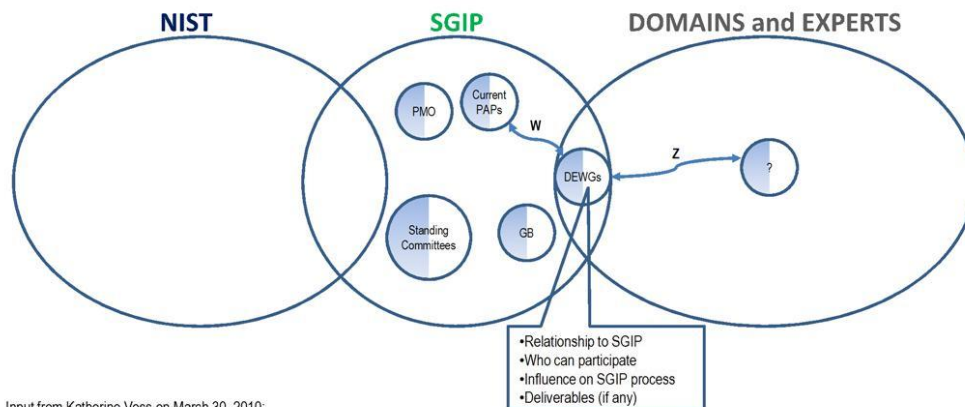 NIST
SGIP
DOMAINS and EXPERTS
PMO
Current
PAPs
W
DEWGs
Z
?
Standing
Committees
GB
•Relationship to SGIP
•Who can participate
•Influence on SGIP process
•Deliverables (if any)
Input from Katherine Voss on March 30, 2010: